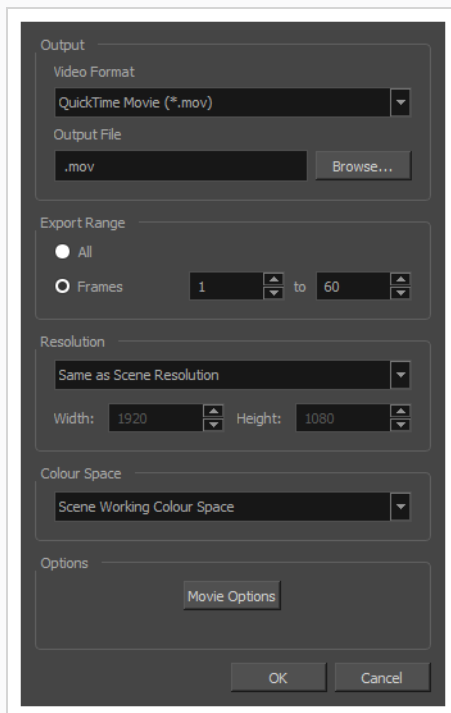 Output
Video Format
QuickTime Movie (*.mov)
Output File
.mov Browse...
Export Range
All
Frames 1 to 60
Resolution
Same as Scene Resolution
Width: 1920 Height: 1080
Colour Space
Scene Working Colour Space
Options
Movie Options
OK Cancel